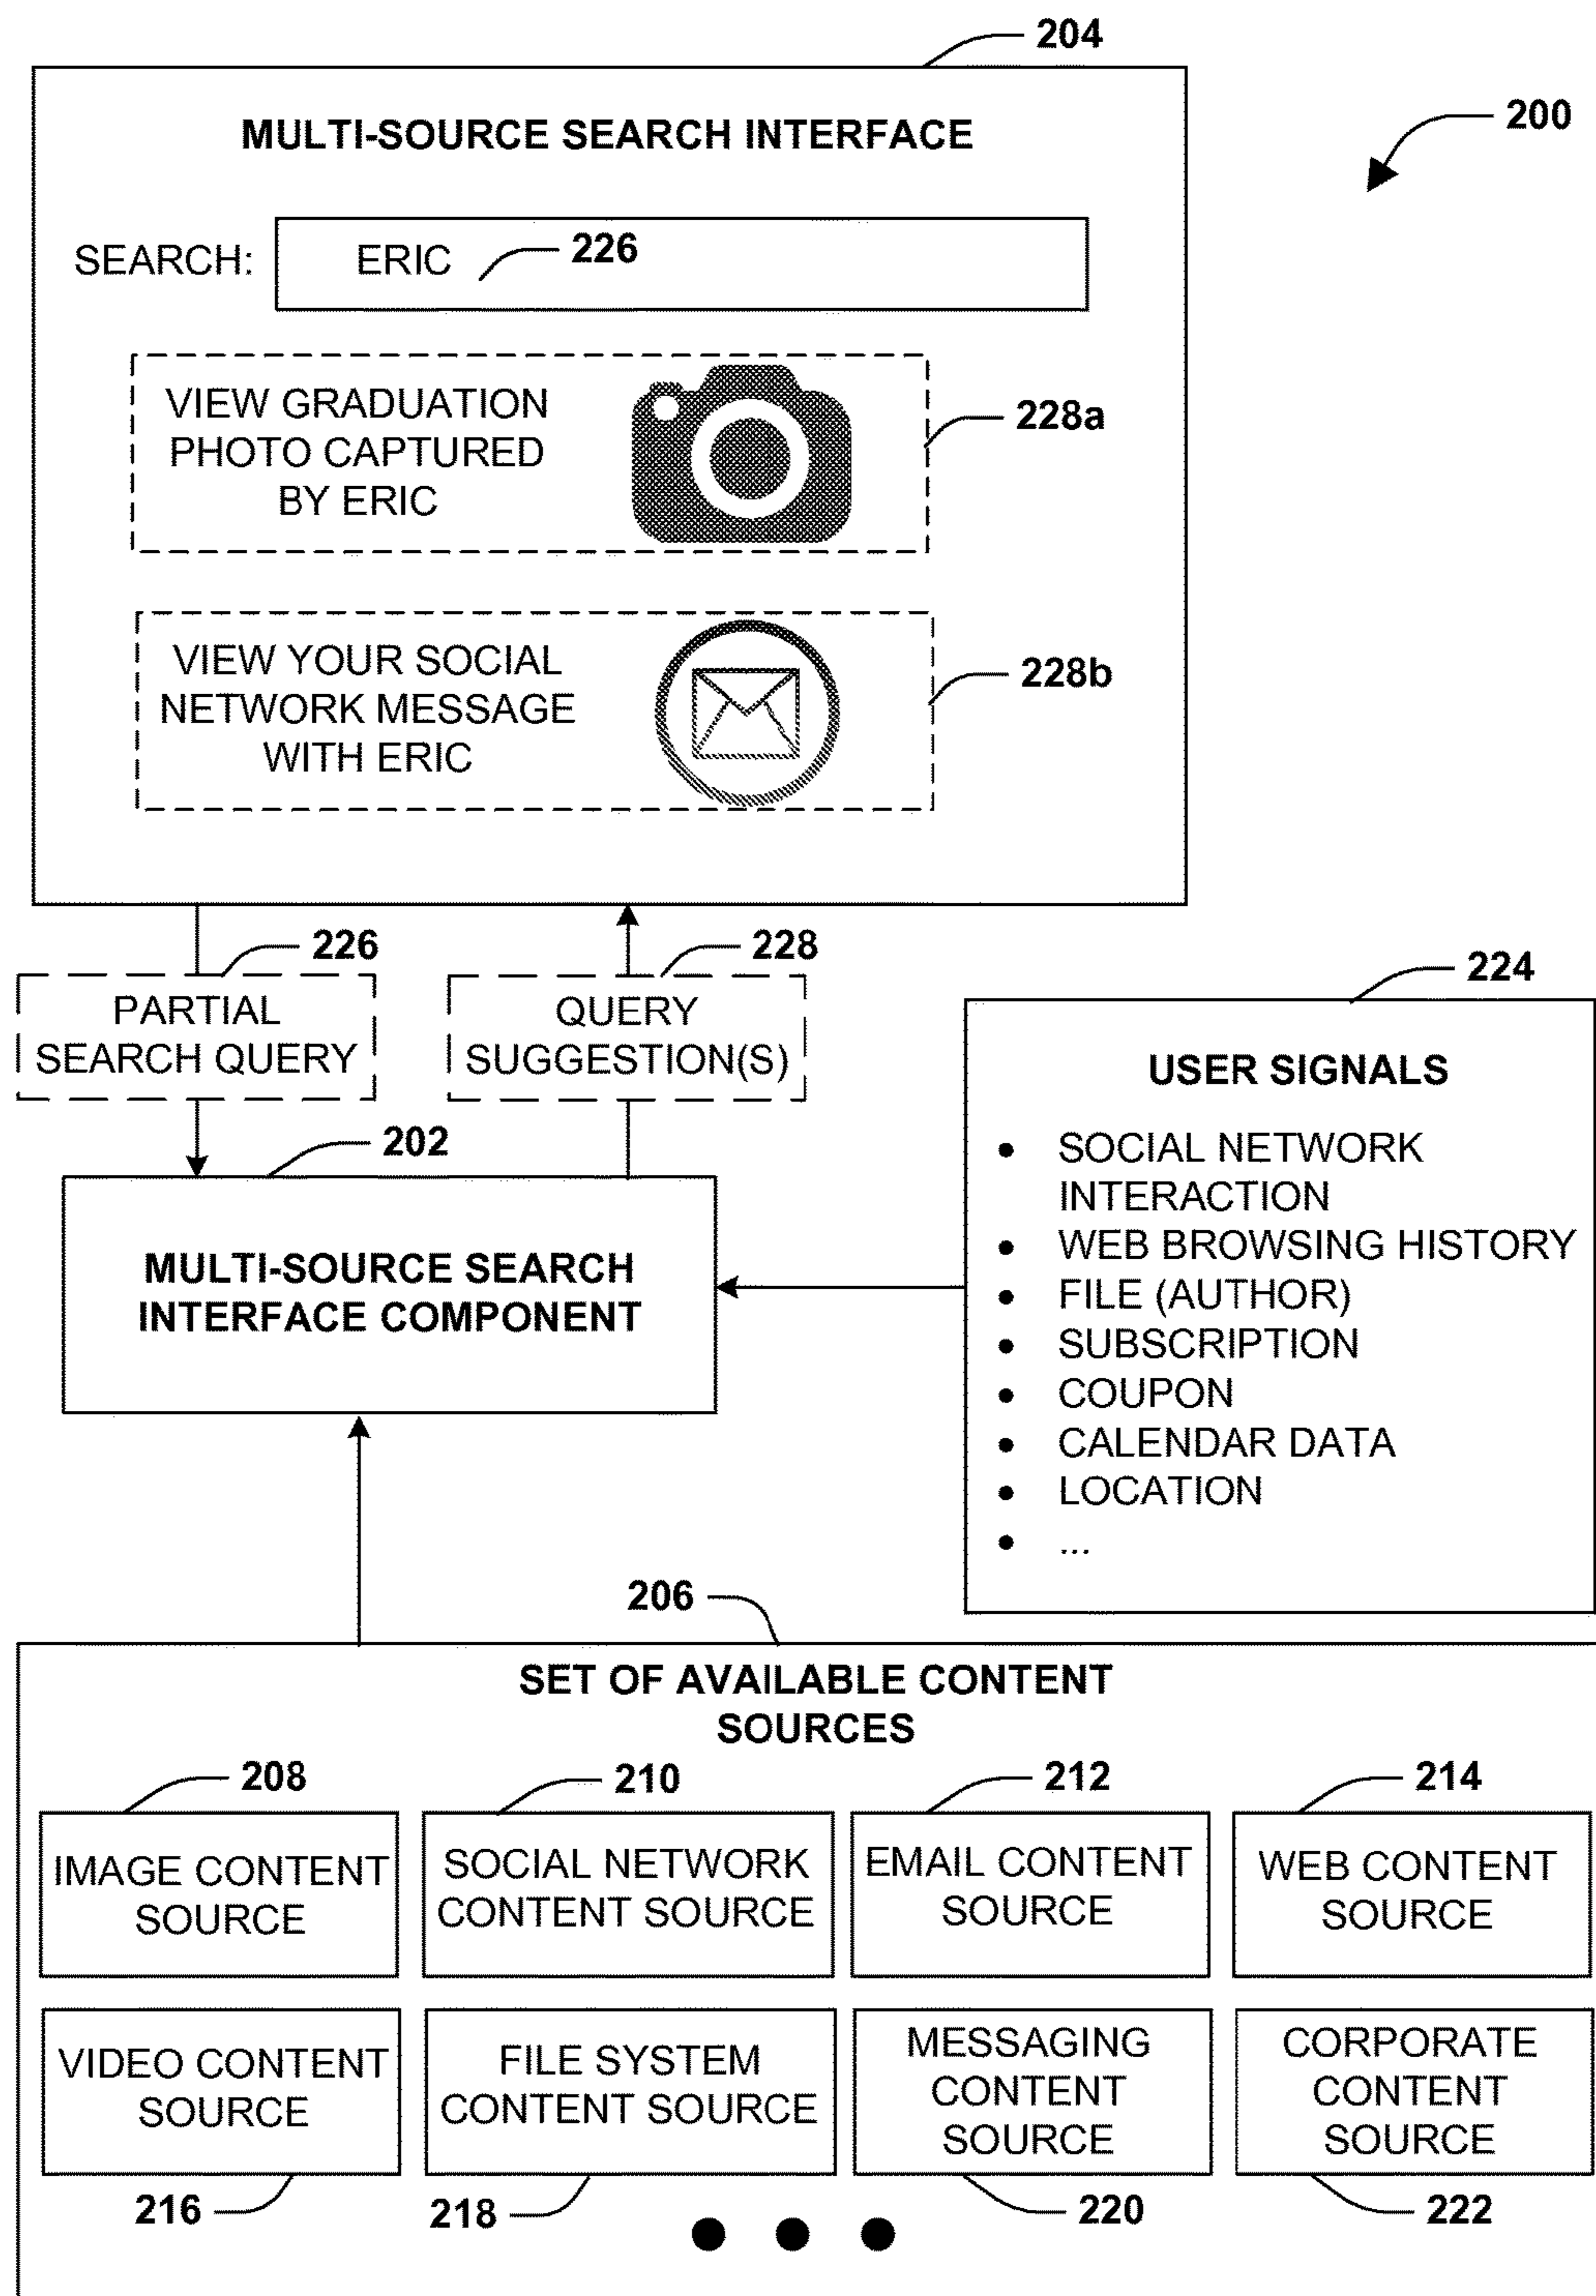 204
200
MULTI-SOURCE SEARCH INTERFACE
SEARCH: ERIC 226
VIEW GRADUATION
PHOTO CAPTURED
BY ERIC
228a
VIEW YOUR SOCIAL
NETWORK MESSAGE
WITH ERIC
228b
226
PARTIAL
SEARCH QUERY
228
QUERY
SUGGESTION(S)
202
MULTI-SOURCE SEARCH
INTERFACE COMPONENT
224
USER SIGNALS
• SOCIAL NETWORK
INTERACTION
• WEB BROWSING HISTORY
• FILE (AUTHOR)
• SUBSCRIPTION
• COUPON
• CALENDAR DATA
• LOCATION
• ...
206
SET OF AVAILABLE CONTENT
SOURCES
208
IMAGE CONTENT
SOURCE
210
SOCIAL NETWORK
CONTENT SOURCE
212
EMAIL CONTENT
SOURCE
214
WEB CONTENT
SOURCE
VIDEO CONTENT
SOURCE
216
FILE SYSTEM
CONTENT SOURCE
218
MESSAGING
CONTENT
SOURCE
220
CORPORATE
CONTENT
SOURCE
222